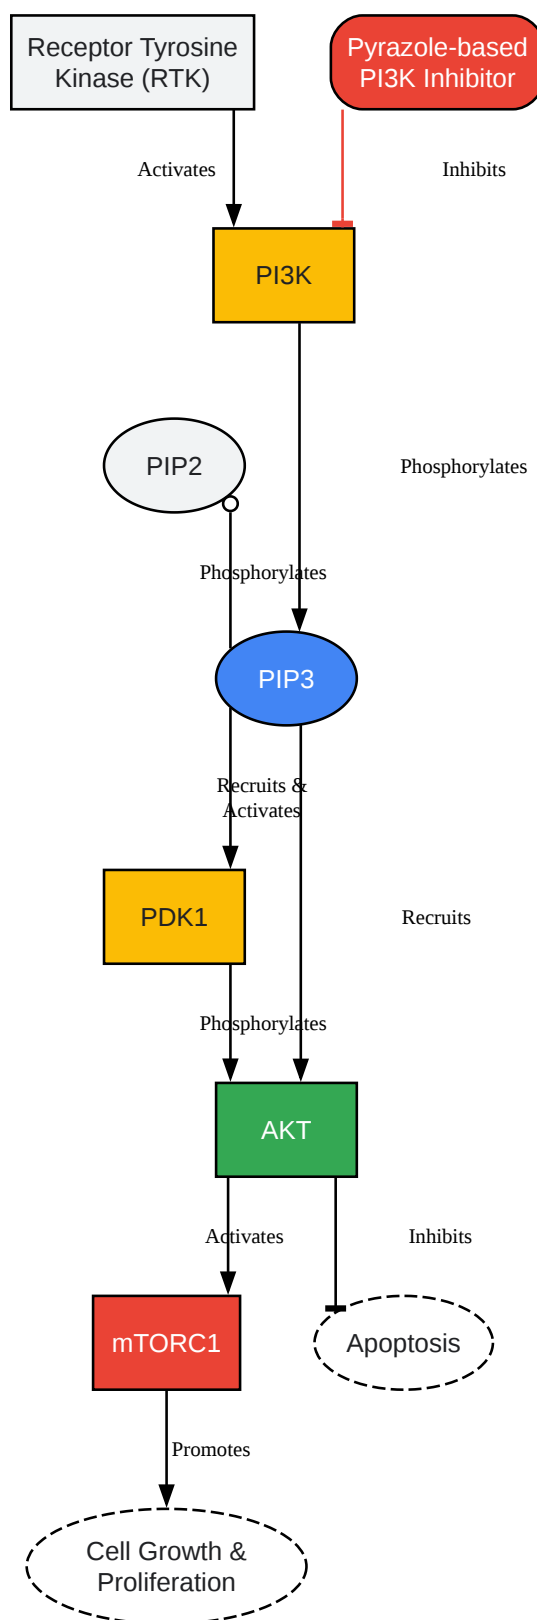 Receptor Tyrosine
Kinase (RTK)
Pyrazole-based
PI3K Inhibitor
Activates
Inhibits
PI3K
PIP2
Phosphorylates
Phosphorylates
PIP3
Recruits &
Activates
PDK1
Recruits
Phosphorylates
AKT
Activates
Inhibits
mTORC1
Apoptosis
Promotes
Cell Growth &
Proliferation